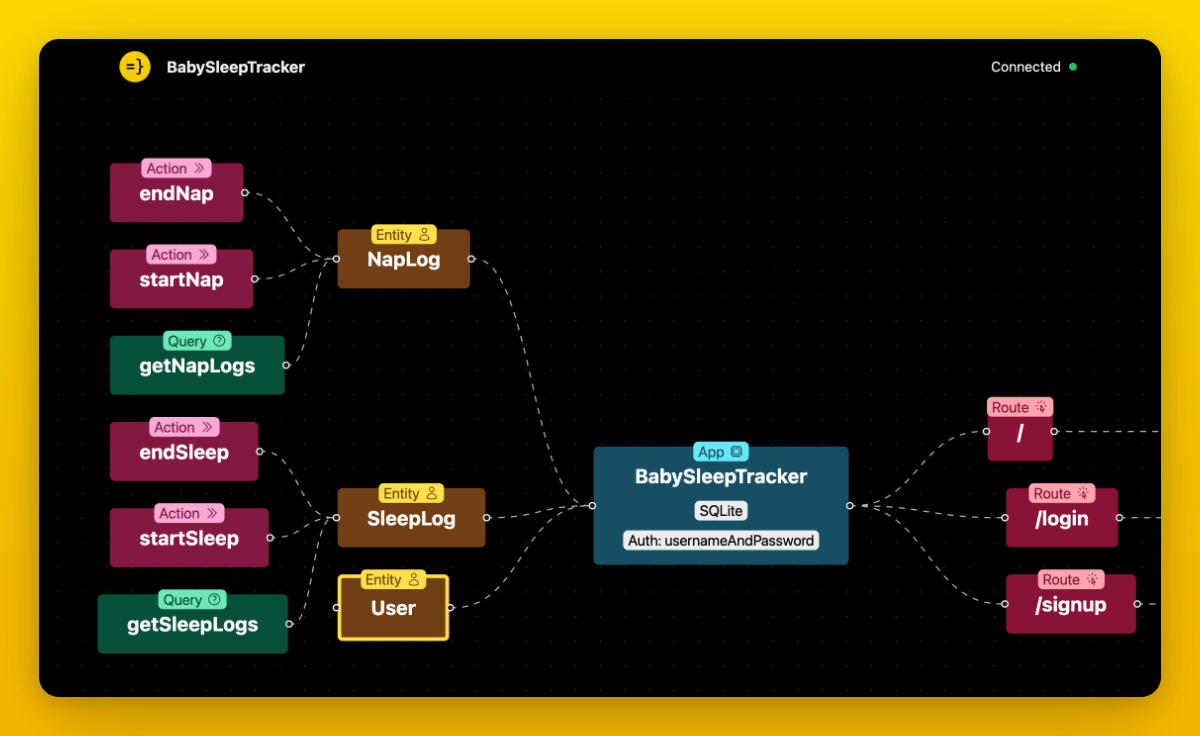 =}
BabySleepTracker
Connected
Action
endNap
Action
startNap
Query
getNapLogs
Action
endSleep
Action
startSleep
Query
getSleepLogs
Entity
NapLog
Entity
SleepLog
Entity
User
App
BabySleepTracker
SQLite
Auth: usernameAndPassword
Route
/
Route
/login
Route
/signup